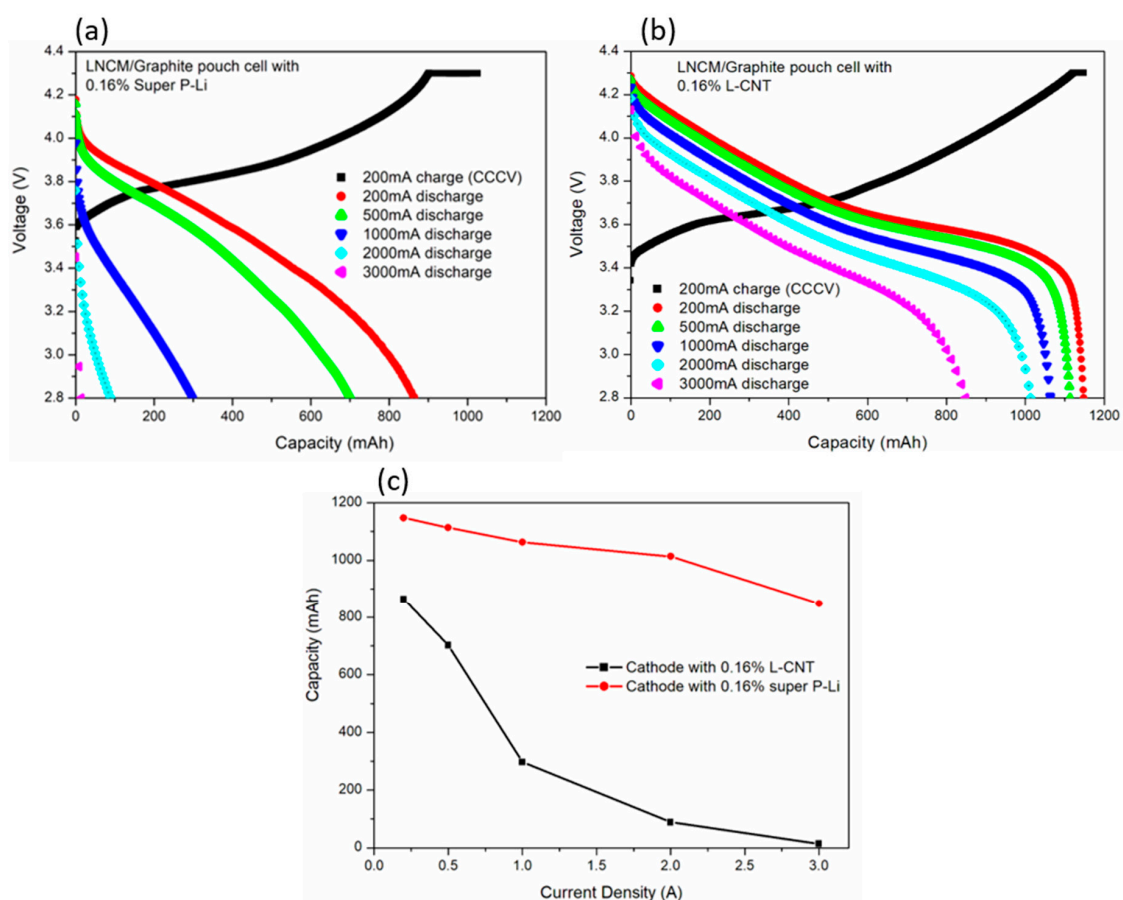 (a)
LNCM/Graphite pouch cell with
0.16% Super P-Li
200mA charge (CCCV)
200mA discharge
500mA discharge
1000mA discharge
2000mA discharge
3000mA discharge
4.4
4.2
4.0
3.8
3.6
3.4
3.2
3.0
2.8
Voltage (V)
0
200
400
600
800
1000
1200
Capacity (mAh)
(b)
LNCM/Graphite pouch cell with
0.16% L-CNT
200mA charge (CCCV)
200mA discharge
500mA discharge
1000mA discharge
2000mA discharge
3000mA discharge
4.4
4.2
4.0
3.8
3.6
3.4
3.2
3.0
2.8
Voltage (V)
0
200
400
600
800
1000
1200
Capacity (mAh)
(c)
1200
1000
800
600
400
200
0
Capacity (mAh)
Cathode with 0.16% L-CNT
Cathode with 0.16% super P-Li
0.0
0.5
1.0
1.5
2.0
2.5
3.0
Current Density (A)